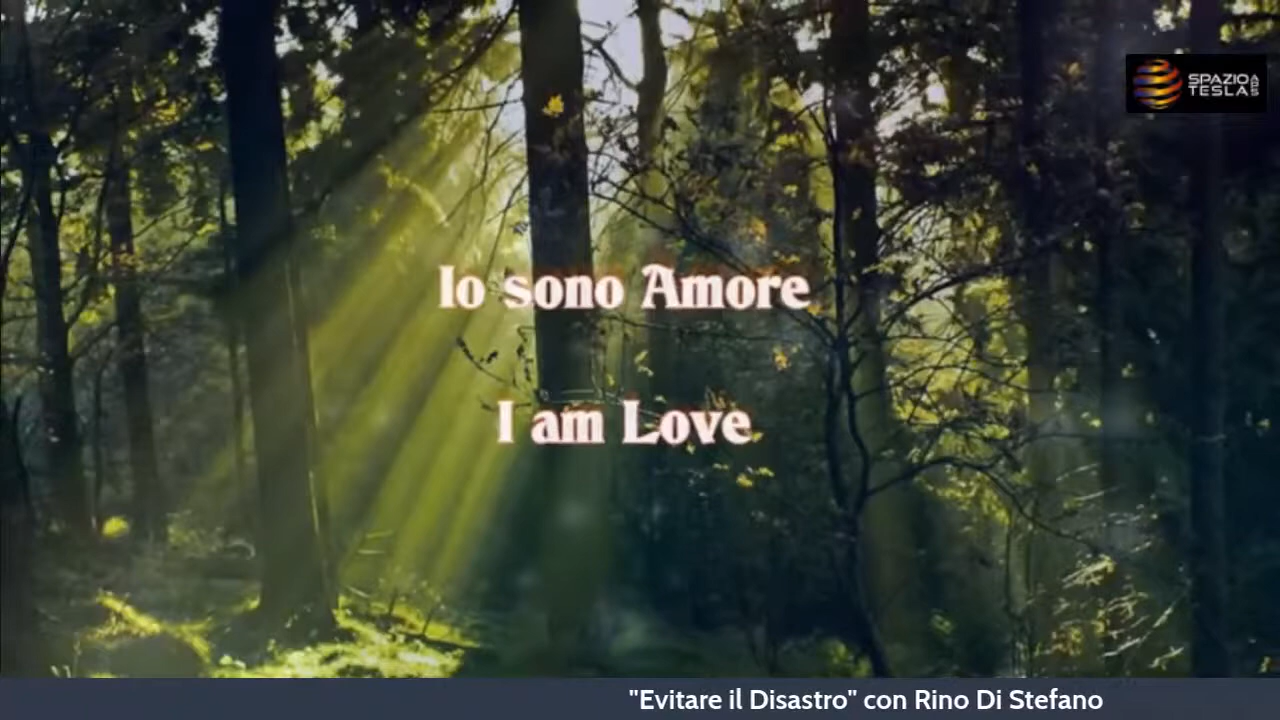 SPAZIO
TESLA
Io sono Amore
I am Love
"Evitare il Disastro" con Rino Di Stefano